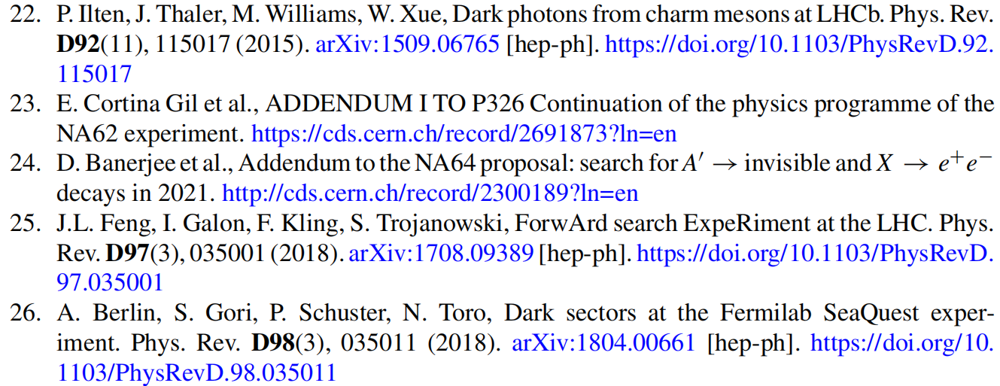 22. P. Ilten, J. Thaler, M. Williams, W. Xue, Dark photons from charm mesons at LHCb. Phys. Rev.
D92(11), 115017 (2015). arXiv:1509.06765 [hep-ph]. https://doi.org/10.1103/PhysRevD.92.
115017
23. E. Cortina Gil et al., ADDENDUM I TO P326 Continuation of the physics programme of the
NA62 experiment. https://cds.cern.ch/record/2691873?ln=en
24. D. Banerjee et al., Addendum to the NA64 proposal: search for A′ → invisible and X → e⁺e⁻
decays in 2021. http://cds.cern.ch/record/2300189?ln=en
25. J.L. Feng, I. Galon, F. Kling, S. Trojanowski, ForwArd search ExpeRiment at the LHC. Phys.
Rev. D97(3), 035001 (2018). arXiv:1708.09389 [hep-ph]. https://doi.org/10.1103/PhysRevD.
97.035001
26. A. Berlin, S. Gori, P. Schuster, N. Toro, Dark sectors at the Fermilab SeaQuest exper-
iment. Phys. Rev. D98(3), 035011 (2018). arXiv:1804.00661 [hep-ph]. https://doi.org/10.
1103/PhysRevD.98.035011